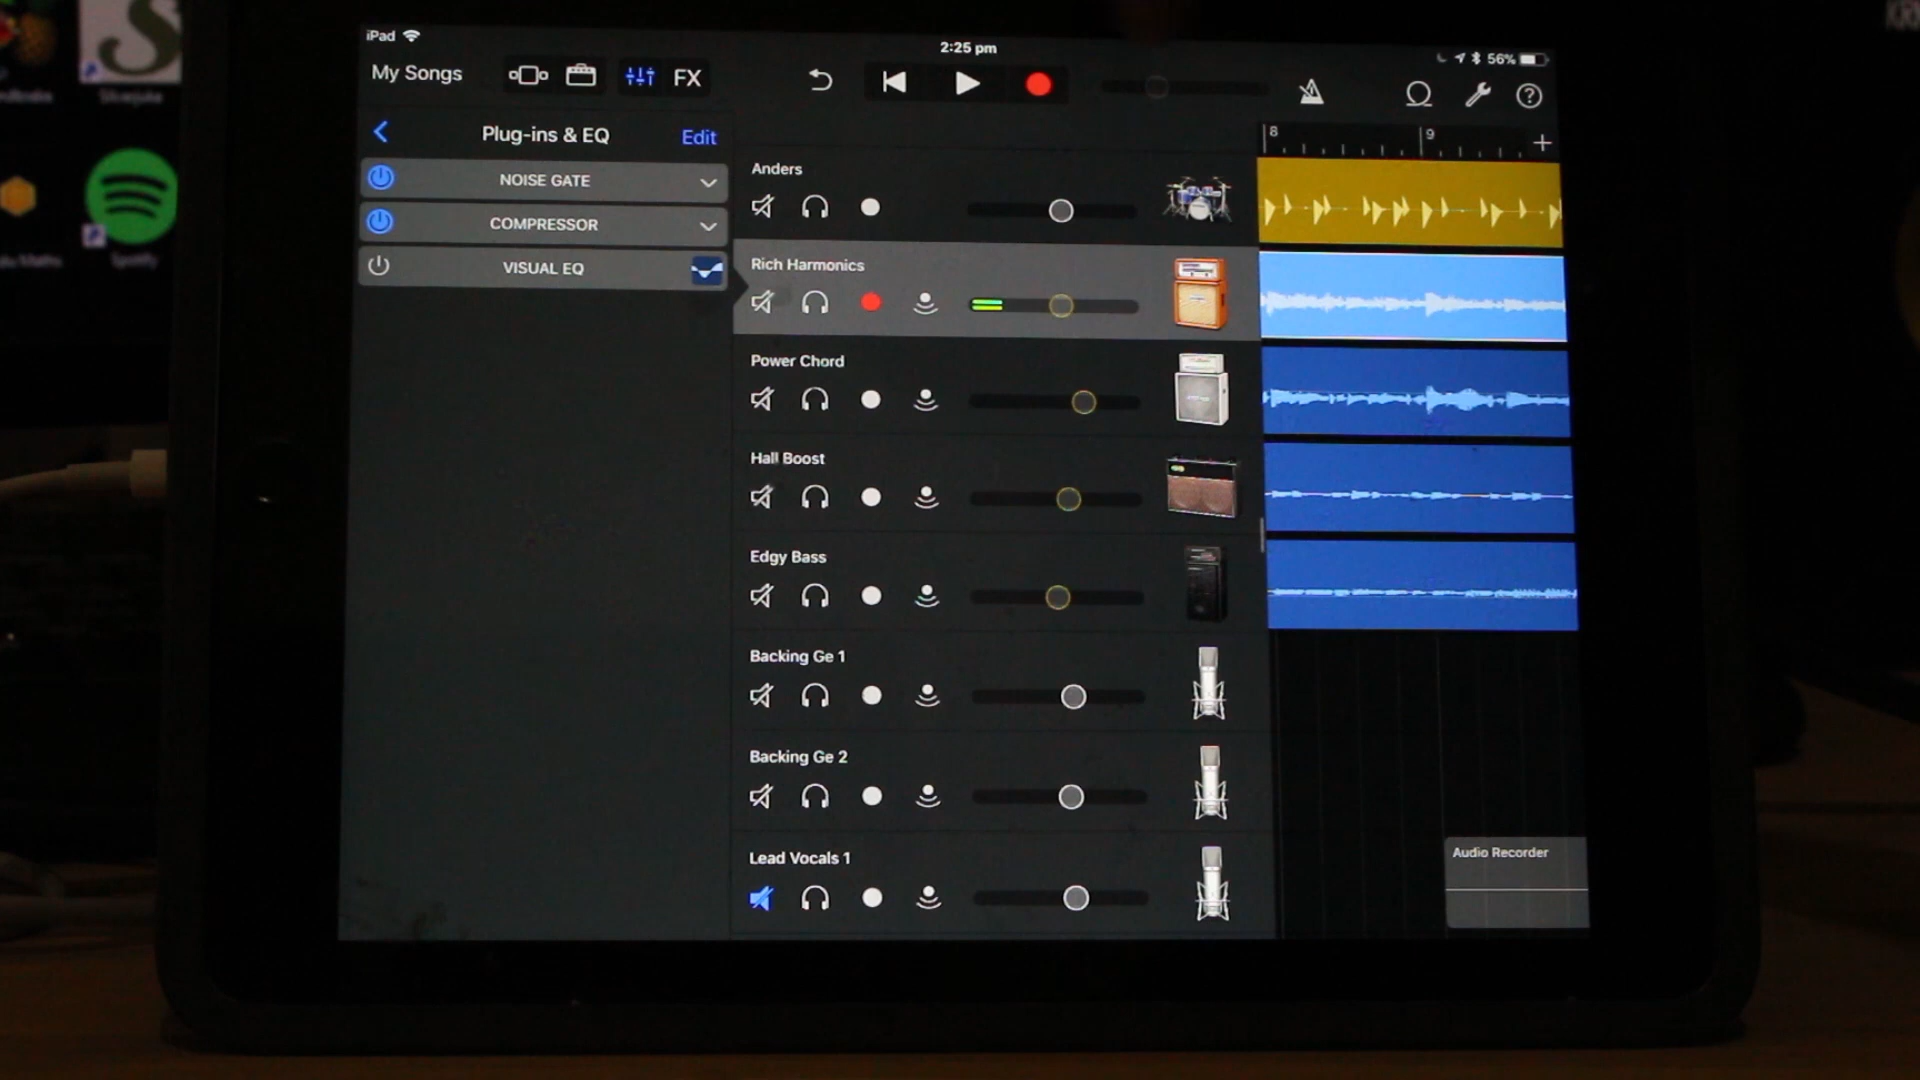 iPad
2:25 pm
56%
My Songs
FX
Plug-ins & EQ
Edit
NOISE GATE
COMPRESSOR
VISUAL EQ
8
9
Anders
Rich Harmonics
Power Chord
Hall Boost
Edgy Bass
Backing Ge 1
Backing Ge 2
Lead Vocals 1
Audio Recorder
Spotify
KR